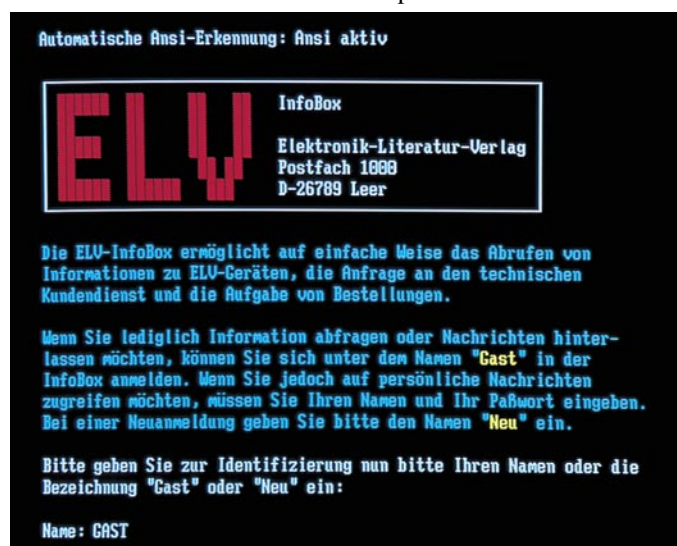 Automatische Ansi-Erkennung: Ansi aktiv
ELV
InfoBox
Elektronik-Literatur-Verlag
Postfach 1000
D-26789 Leer
Die ELV-InfoBox ermöglicht auf einfache Weise das Abrufen von
Informationen zu ELV-Geräten, die Anfrage an den technischen
Kundendienst und die Aufgabe von Bestellungen.
Wenn Sie lediglich Information abfragen oder Nachrichten hinter-
lassen möchten, können Sie sich unter dem Namen "Gast" in der
InfoBox anmelden. Wenn Sie jedoch auf persönliche Nachrichten
zugreifen möchten, müssen Sie Ihren Namen und Ihr Paßwort eingeben.
Bei einer Neuanmeldung geben Sie bitte den Namen "Neu" ein.
Bitte geben Sie zur Identifizierung nun bitte Ihren Namen oder die
Bezeichnung "Gast" oder "Neu" ein:
Name: GAST